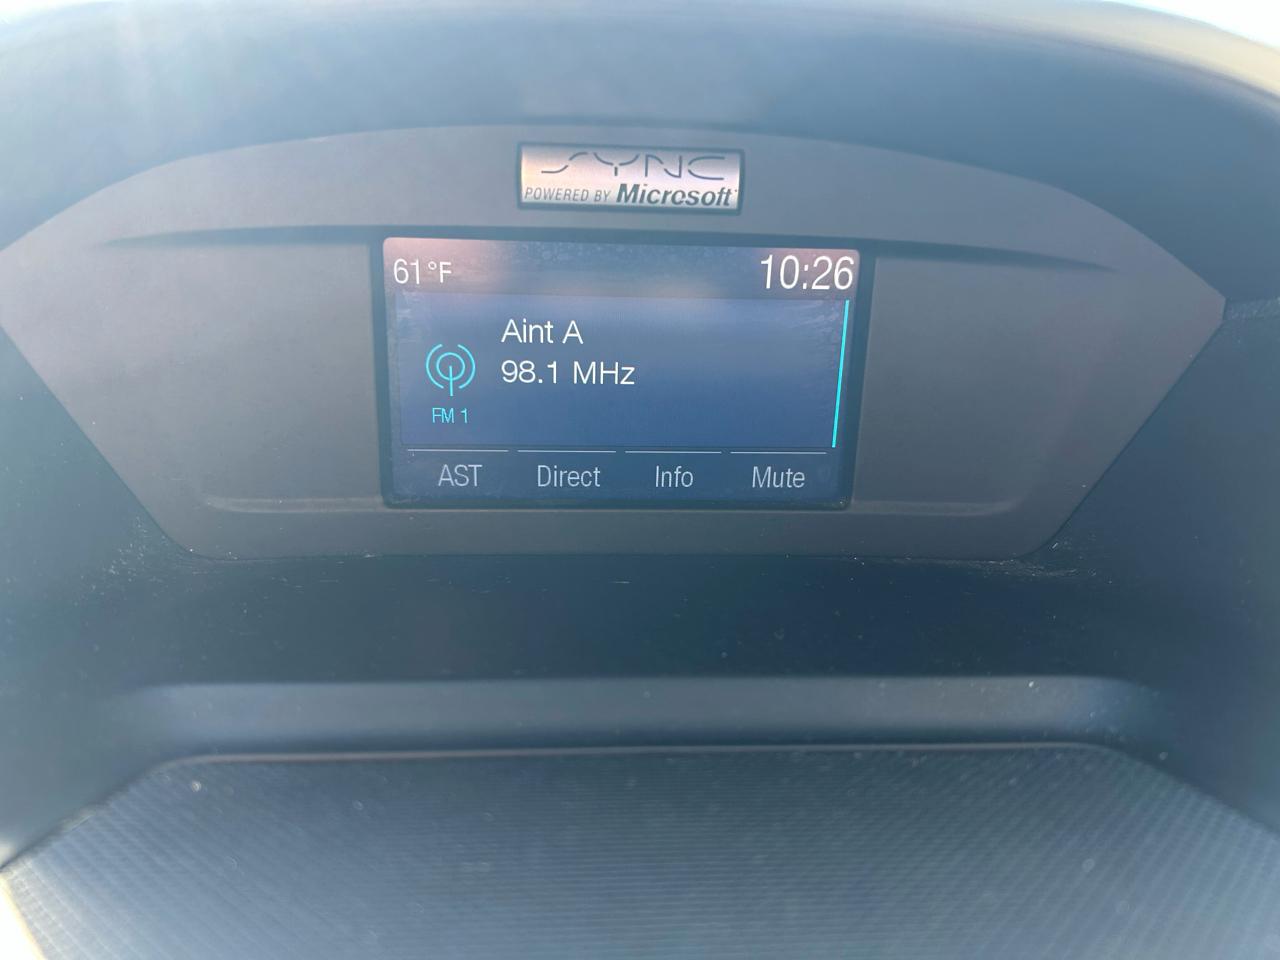 SYNC
POWERED BY Microsoft
61°F 10:26
Aint A
98.1 MHz
FM 1
AST Direct Info Mute